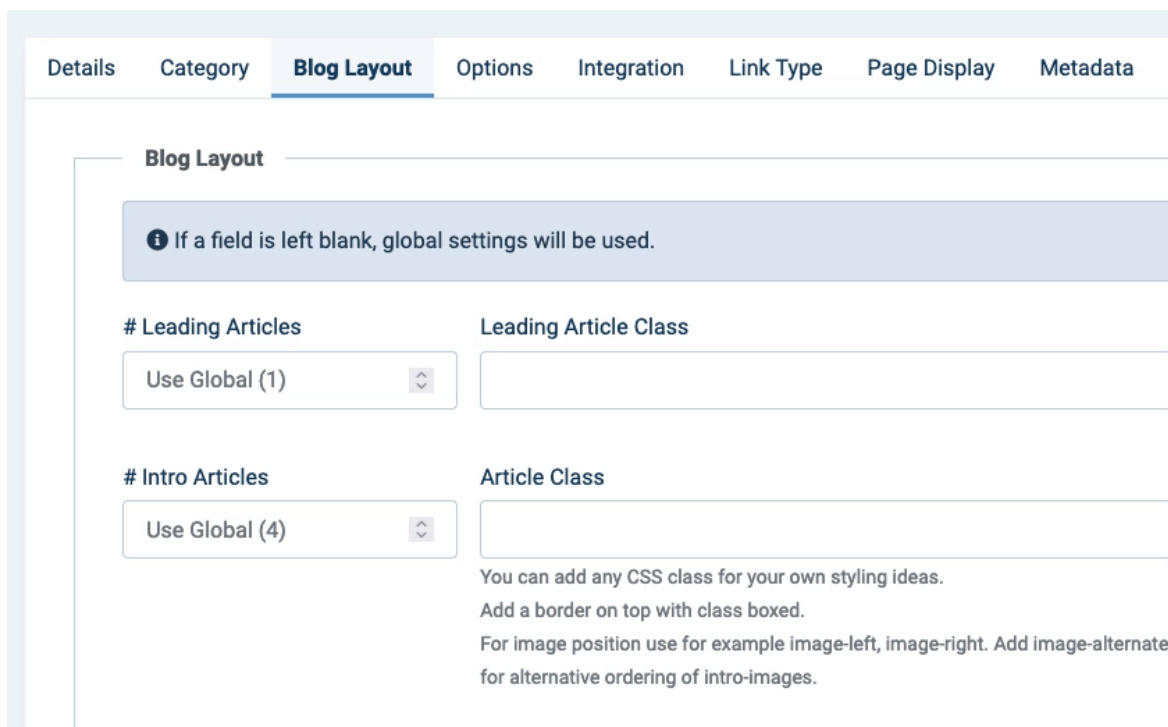 Details Category Blog Layout Options Integration Link Type Page Display Metadata
Blog Layout
If a field is left blank, global settings will be used.
# Leading Articles Leading Article Class
Use Global (1)
# Intro Articles Article Class
Use Global (4)
You can add any CSS class for your own styling ideas.
Add a border on top with class boxed.
For image position use for example image-left, image-right. Add image-alternate
for alternative ordering of intro-images.